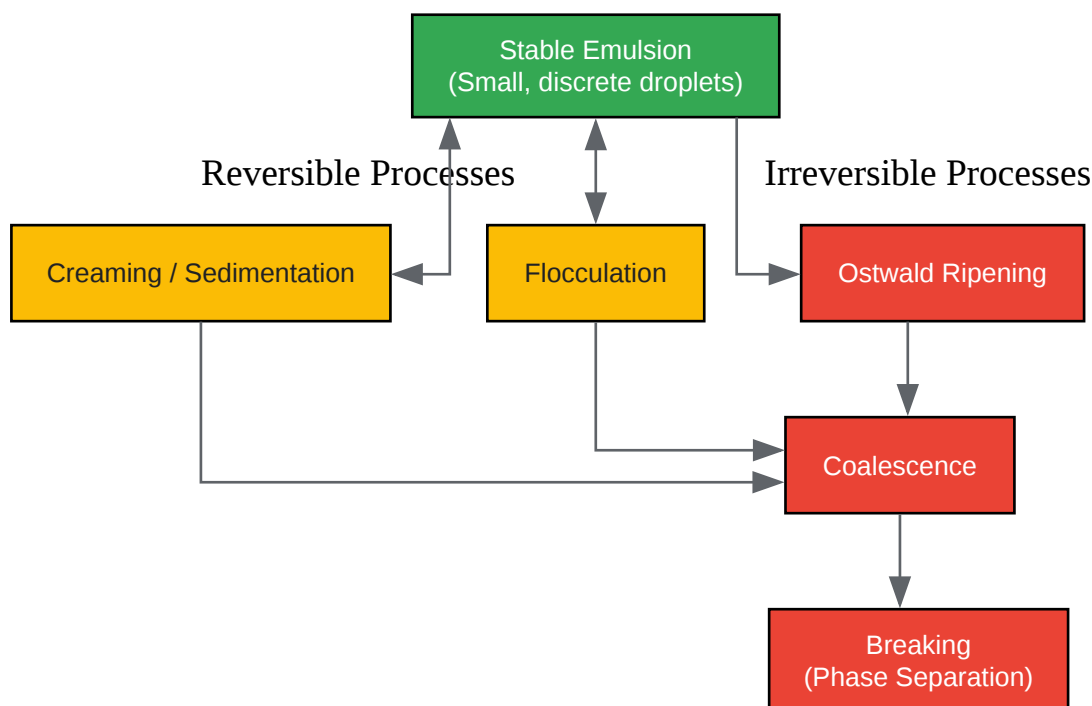 Stable Emulsion
(Small, discrete droplets)
Reversible Processes
Irreversible Processes
Creaming / Sedimentation
Flocculation
Ostwald Ripening
Coalescence
Breaking
(Phase Separation)